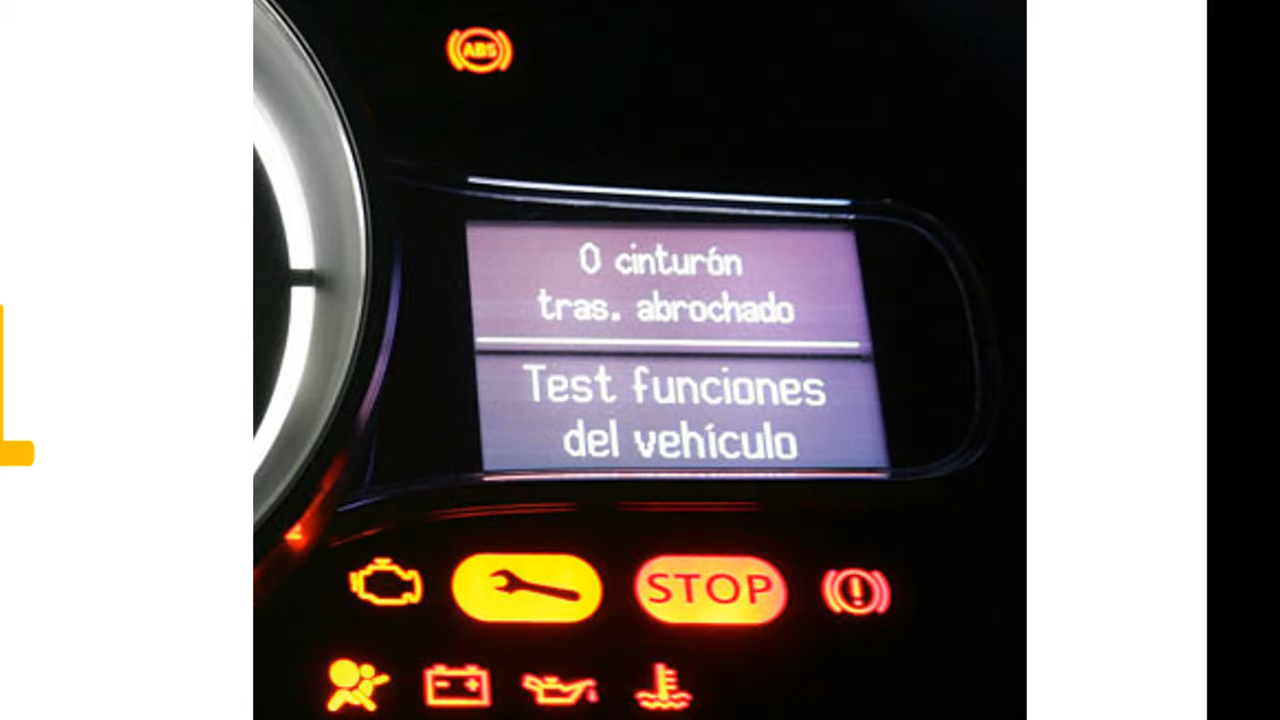 ABS
0 cinturón
tras. abrochado
Test funciones
del vehículo
STOP